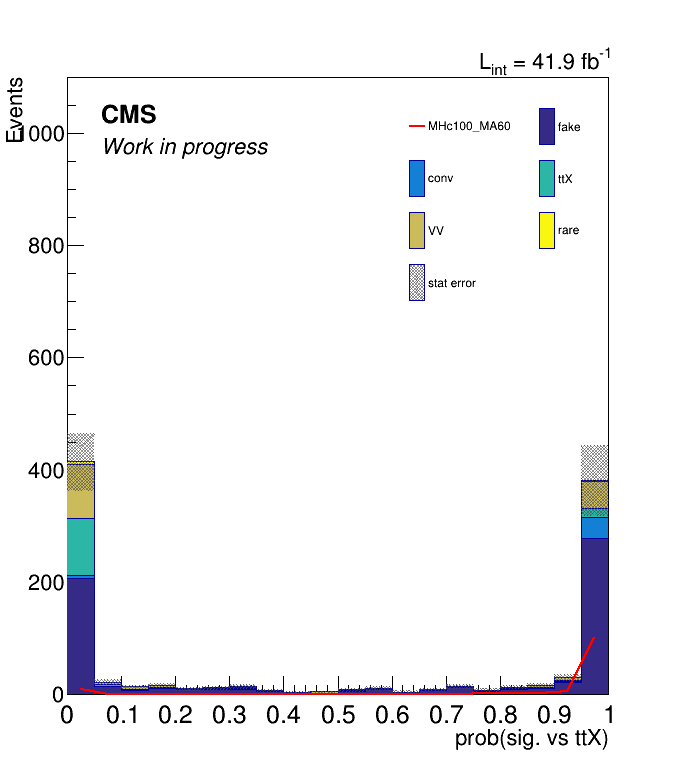 L_int = 41.9 fb^-1
Events
CMS
Work in progress
MHc100_MA60
fake
conv
ttX
VV
rare
stat error
1000
800
600
400
200
0
0 0.1 0.2 0.3 0.4 0.5 0.6 0.7 0.8 0.9 1
prob(sig. vs ttX)